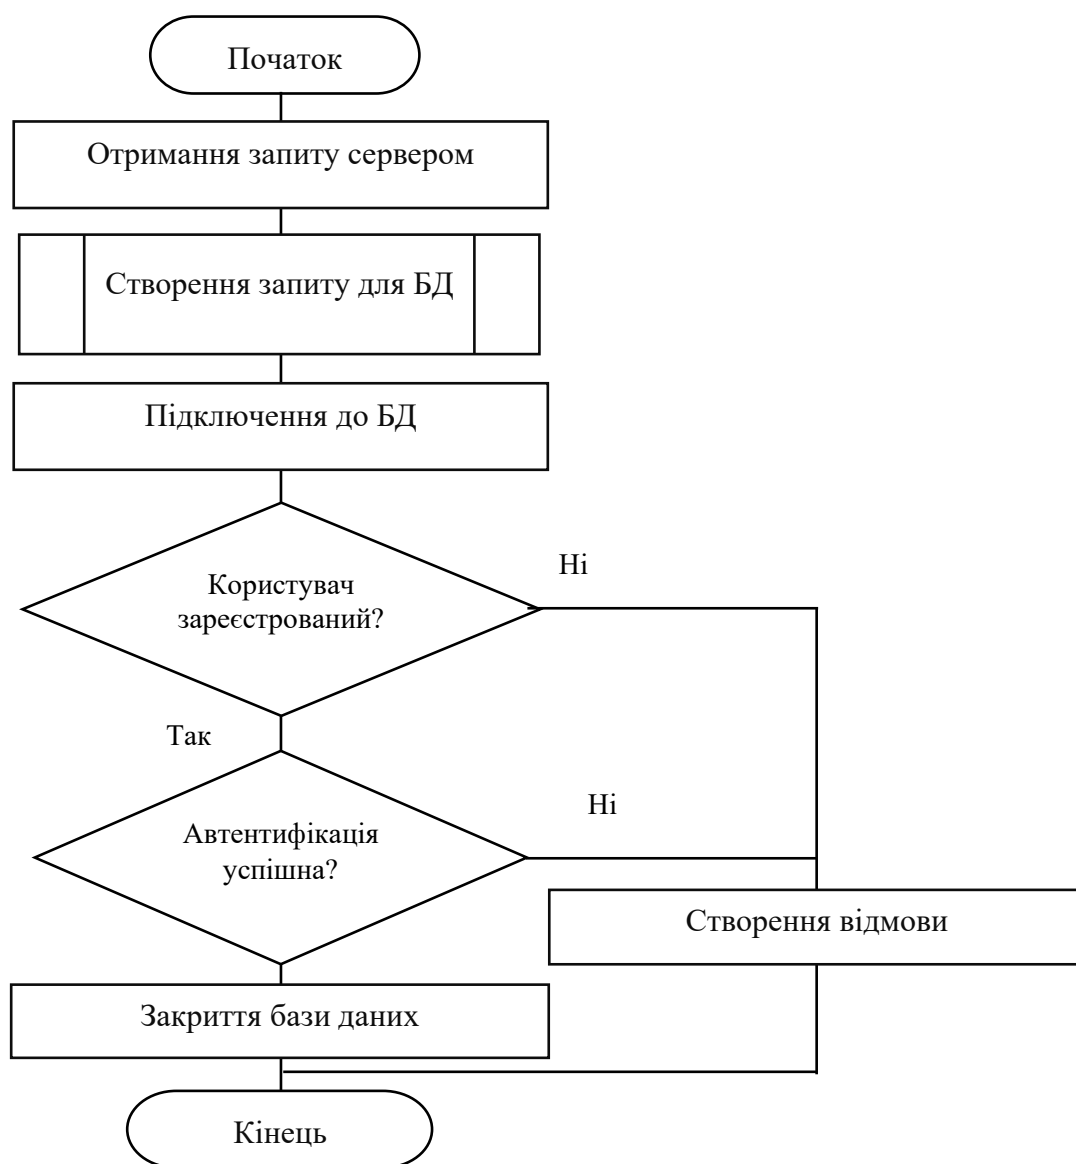 Початок
Отримання запиту сервером
Створення запиту для БД
Підключення до БД
Користувач
зареєстрований?
Ні
Так
Автентифікація
успішна?
Ні
Створення відмови
Закриття бази даних
Кінець